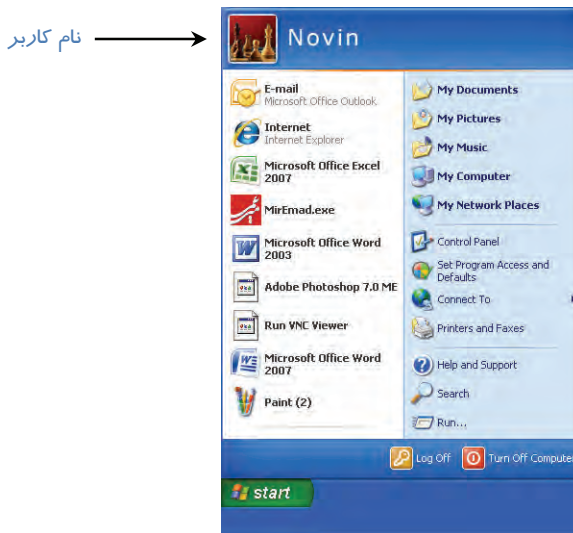 نام کاربر
Novin
E-mail
Microsoft Office Outlook
Internet
Internet Explorer
Microsoft Office Excel
2007
MirEmad.exe
Microsoft Office Word
2003
Adobe Photoshop 7.0 ME
Run VNC Viewer
Microsoft Office Word
2007
Paint (2)
My Documents
My Pictures
My Music
My Computer
My Network Places
Control Panel
Set Program Access and
Defaults
Connect To
Printers and Faxes
Help and Support
Search
Run...
Log Off
Turn Off Computer
start